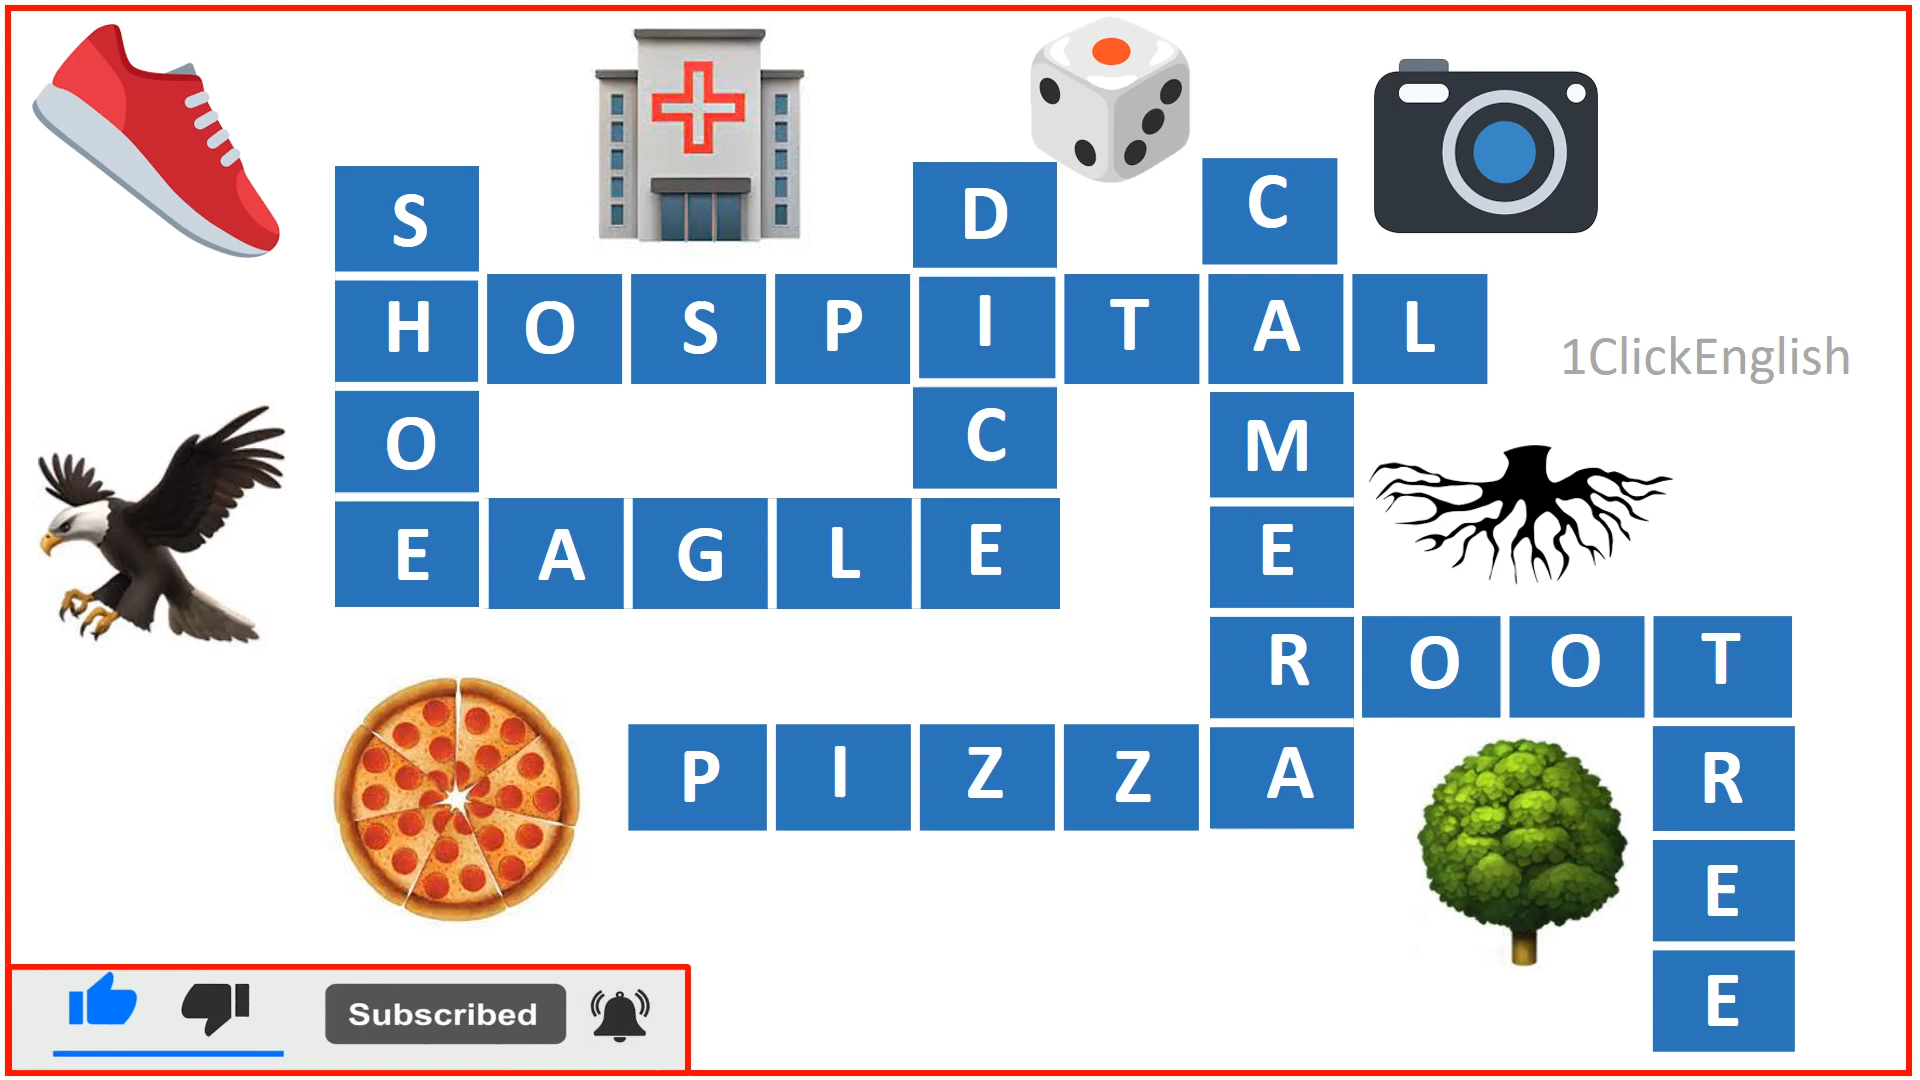 S D C
H O S P I T A L
1ClickEnglish
O C M
E A G L E E
R O O T
P I Z Z A R
E
E
Subscribed